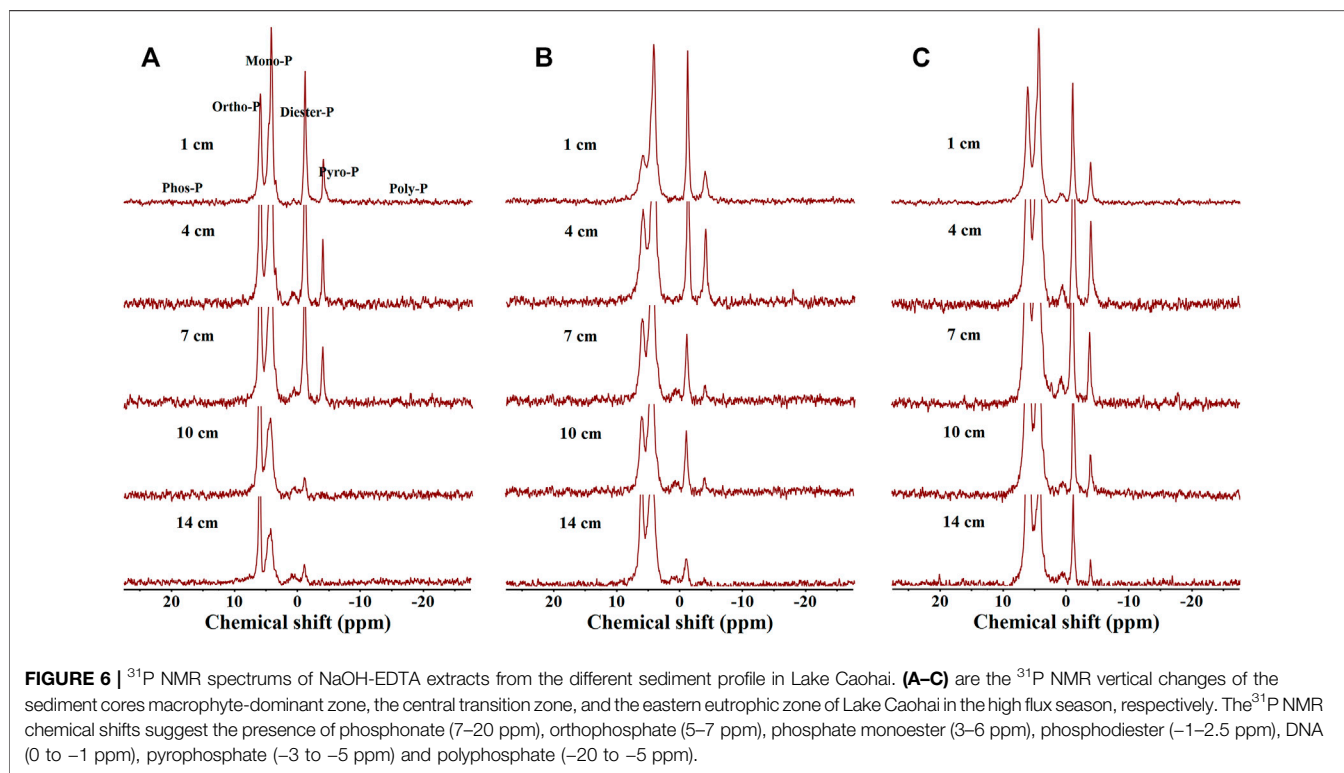 A
B
C
Mono-P
Ortho-P
Diester-P
1 cm
1 cm
1 cm
Pyro-P
Phos-P
Poly-P
4 cm
4 cm
4 cm
7 cm
7 cm
7 cm
10 cm
10 cm
10 cm
14 cm
14 cm
14 cm
20 10 0 -10 -20
20 10 0 -10 -20
20 10 0 -10 -20
Chemical shift (ppm)
Chemical shift (ppm)
Chemical shift (ppm)
FIGURE 6 | ³¹P NMR spectrums of NaOH-EDTA extracts from the different sediment profile in Lake Caohai. (A–C) are the ³¹P NMR vertical changes of the
sediment cores macrophyte-dominant zone, the central transition zone, and the eastern eutrophic zone of Lake Caohai in the high flux season, respectively. The³¹P NMR
chemical shifts suggest the presence of phosphonate (7–20 ppm), orthophosphate (5–7 ppm), phosphate monoester (3–6 ppm), phosphodiester (−1–2.5 ppm), DNA
(0 to −1 ppm), pyrophosphate (−3 to −5 ppm) and polyphosphate (−20 to −5 ppm).